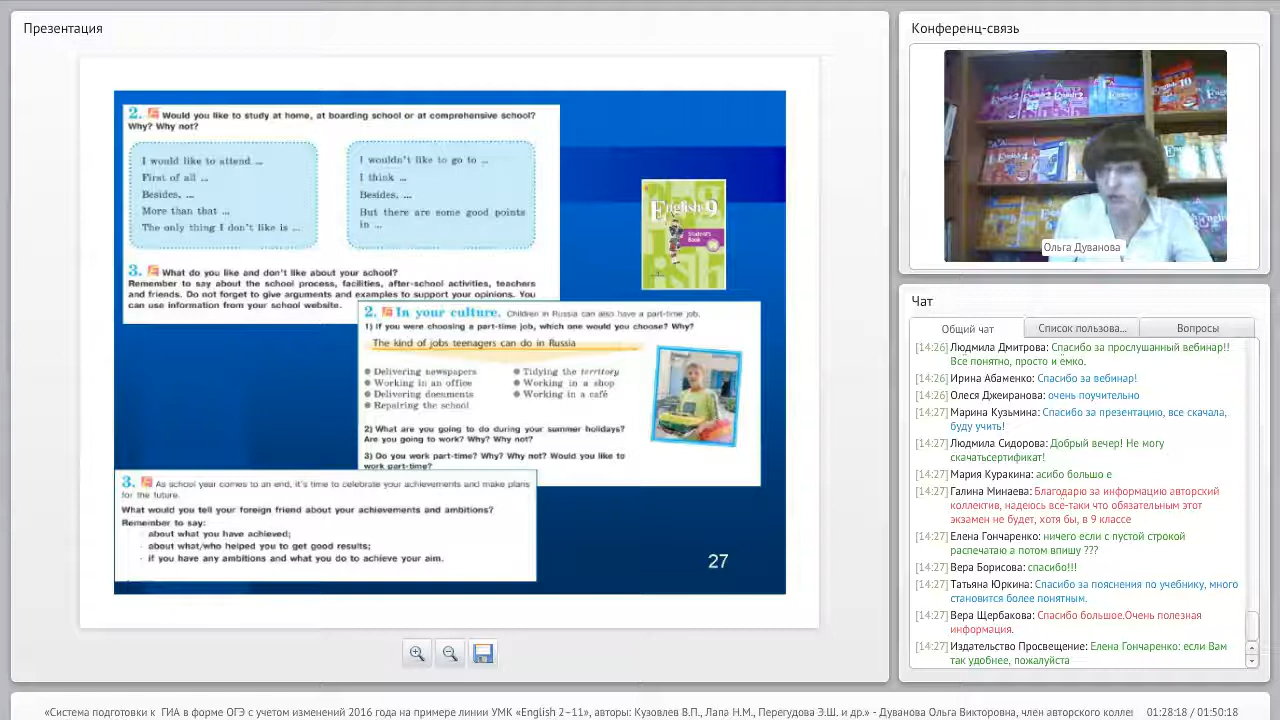 Презентация
2. Would you like to study at home, at boarding school or at comprehensive school?
Why? Why not?
I would like to attend ...
First of all ...
Besides, ...
More than that ...
The only thing I don't like is ...
I wouldn't like to go to ...
I think ...
Besides, ...
But there are some good points
in ...
3. What do you like and don't like about your school?
Remember to say about the school process, facilities, after-school activities, teachers
and friends. Do not forget to give arguments and examples to support your opinions. You
can use information from your school website.
English 9
Student's
Book
2. In your culture. Children in Russia can also have a part-time job.
1) If you were choosing a part-time job, which one would you choose? Why?
The kind of jobs teenagers can do in Russia
Delivering newspapers
Working in an office
Delivering documents
Repairing the school
Tidying the territory
Working in a shop
Working in a café
2) What are you going to do during your summer holidays?
Are you going to work? Why? Why not?
3) Do you work part-time? Why? Why not? Would you like to
work part-time?
3. As school year comes to an end, it's time to celebrate your achievements and make plans
for the future.
What would you tell your foreign friend about your achievements and ambitions?
Remember to say:
about what you have achieved;
about what/who helped you to get good results;
if you have any ambitions and what you do to achieve your aim.
27
Конференц-связь
Ольга Дуванова
Чат
Общий чат
Список пользова...
Вопросы
[14:26] Людмила Дмитрова: Спасибо за прослушанный вебинар!!
Все понятно, просто и ёмко.
[14:26] Ирина Абаменко: Спасибо за вебинар!
[14:26] Олеся Джеиранова: очень поучительно
[14:27] Марина Кузьмина: Спасибо за презентацию, все скачала,
буду учить!
[14:27] Людмила Сидорова: Добрый вечер! Не могу
скачатьсертификат!
[14:27] Мария Куракина: асибо большо е
[14:27] Галина Минаева: Благодарю за информацию авторский
коллектив, надеюсь всё-таки что обязательным этот
экзамен не будет, хотя бы, в 9 классе
[14:27] Елена Гончаренко: ничего если с пустой строкой
распечатаю а потом впишу ???
[14:27] Вера Борисова: спасибо!!!
[14:27] Татьяна Юркина: Спасибо за пояснения по учебнику, много
становится более понятным.
[14:27] Вера Щербакова: Спасибо большое.Очень полезная
информация.
[14:27] Издательство Просвещение: Елена Гончаренко: если Вам
так удобнее, пожалуйста
«Система подготовки к ГИА в форме ОГЭ с учетом изменений 2016 года на примере линии УМК «English 2–11», авторы: Кузовлев В.П., Лапа Н.М., Перегудова Э.Ш. и др.» - Дуванова Ольга Викторовна, член авторского коллек 01:28:18 / 01:50:18